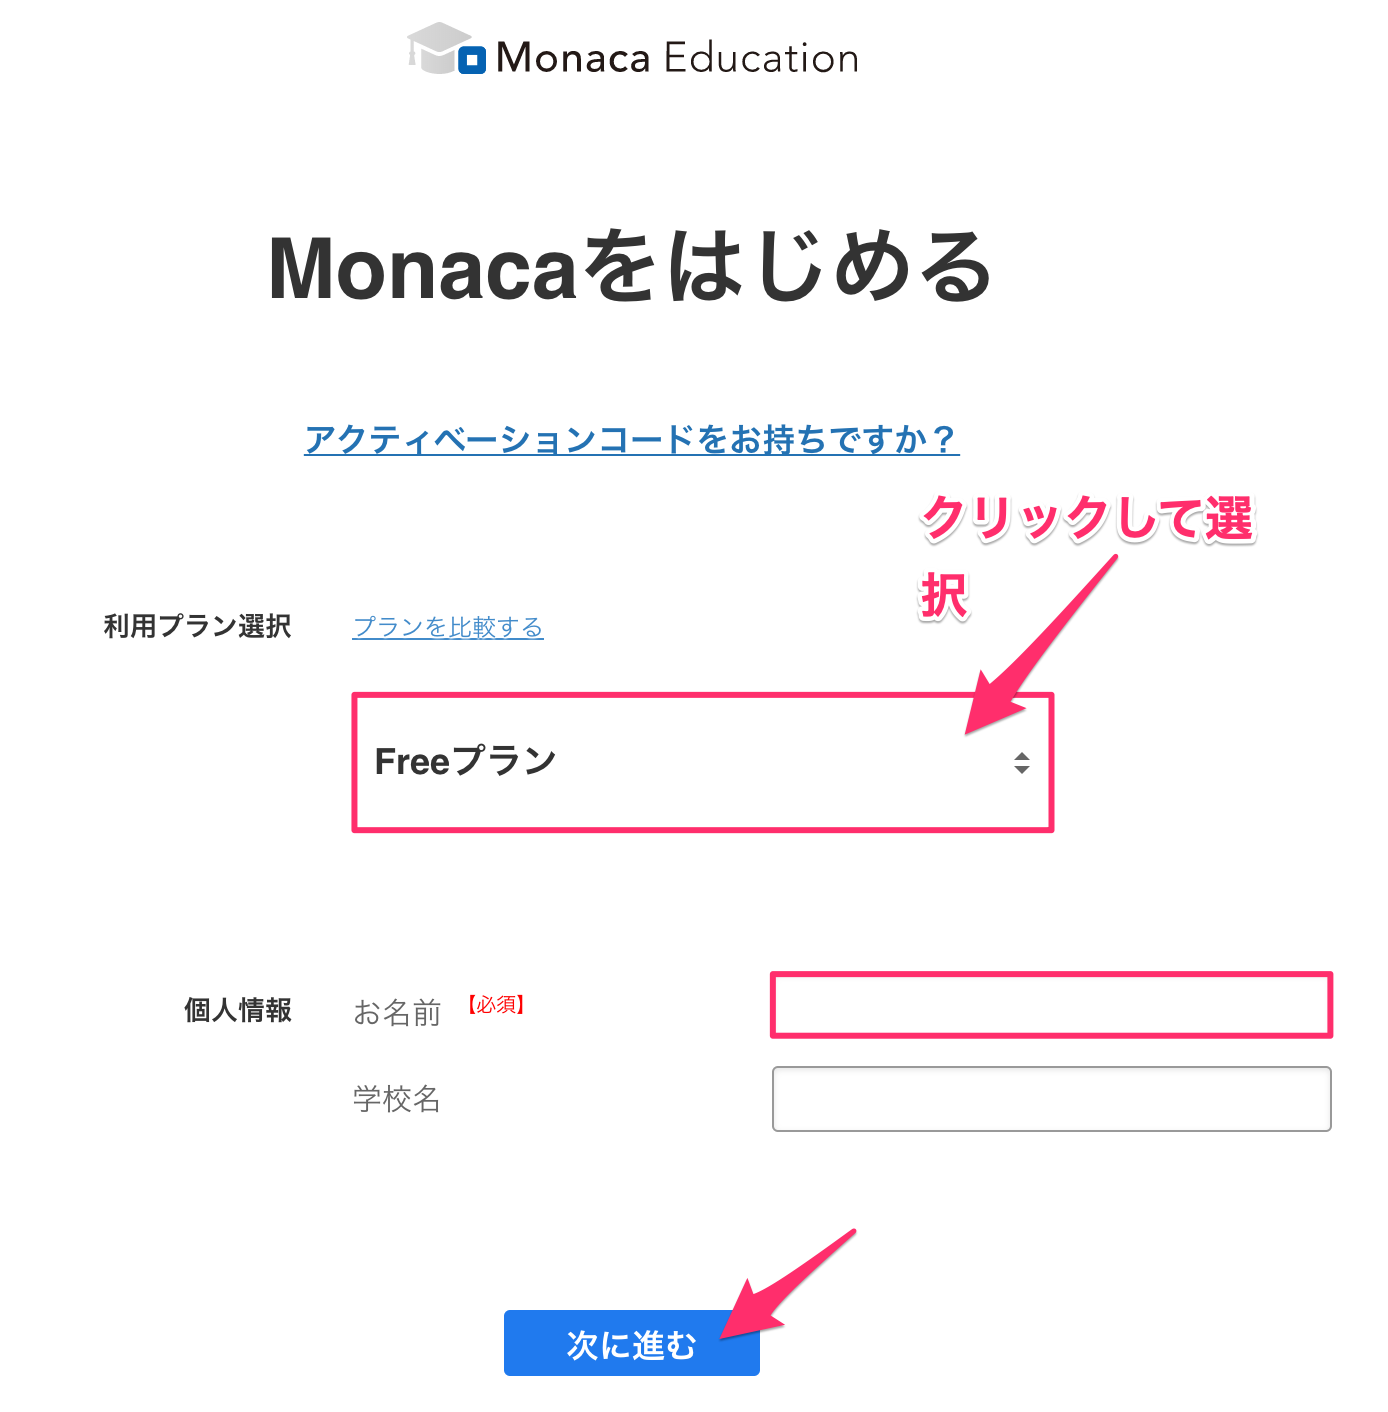 Monaca Education
Monacaをはじめる
アクティベーションコードをお持ちですか？
クリックして選
択
利用プラン選択 プランを比較する
Freeプラン
個人情報 お名前 【必須】
学校名
次に進む